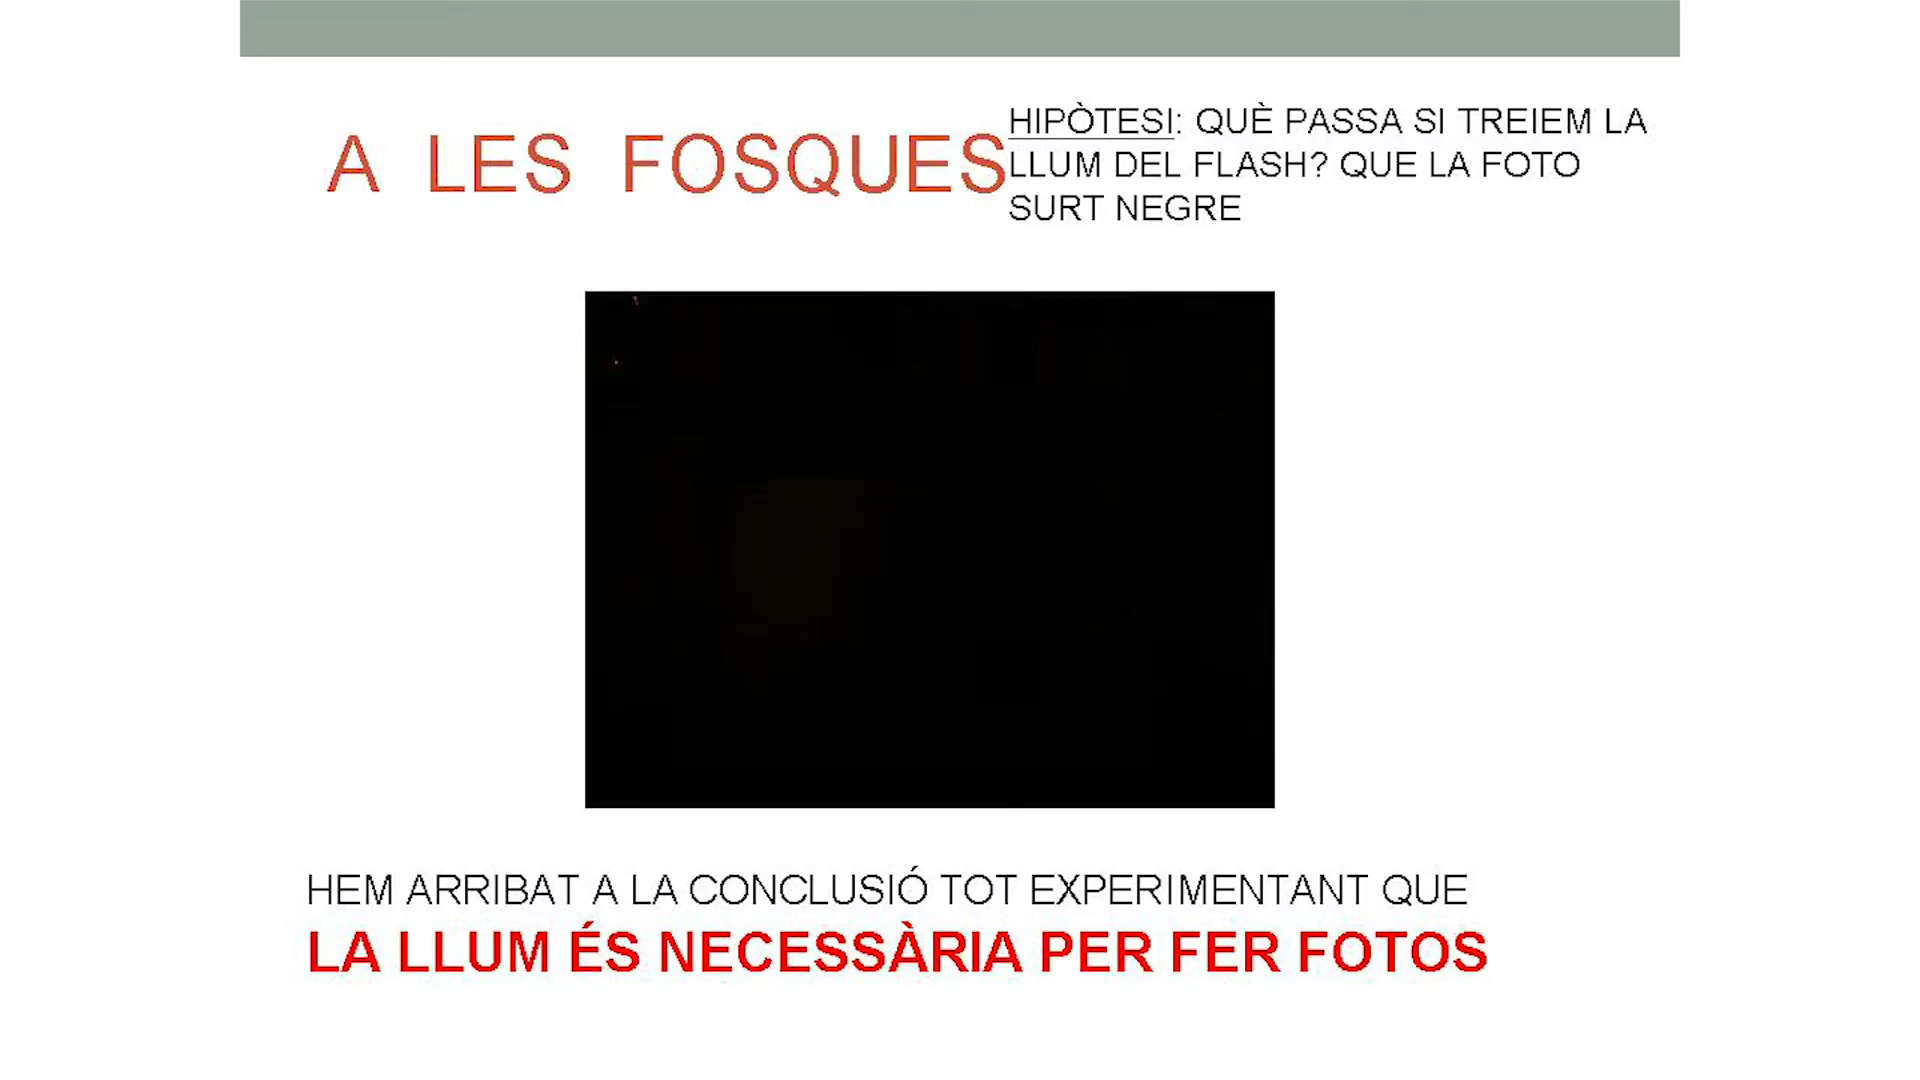 A LES FOSQUES
HIPÒTESI: QUÈ PASSA SI TREIEM LA
LLUM DEL FLASH? QUE LA FOTO
SURT NEGRE
HEM ARRIBAT A LA CONCLUSIÓ TOT EXPERIMENTANT QUE
LA LLUM ÉS NECESSÀRIA PER FER FOTOS